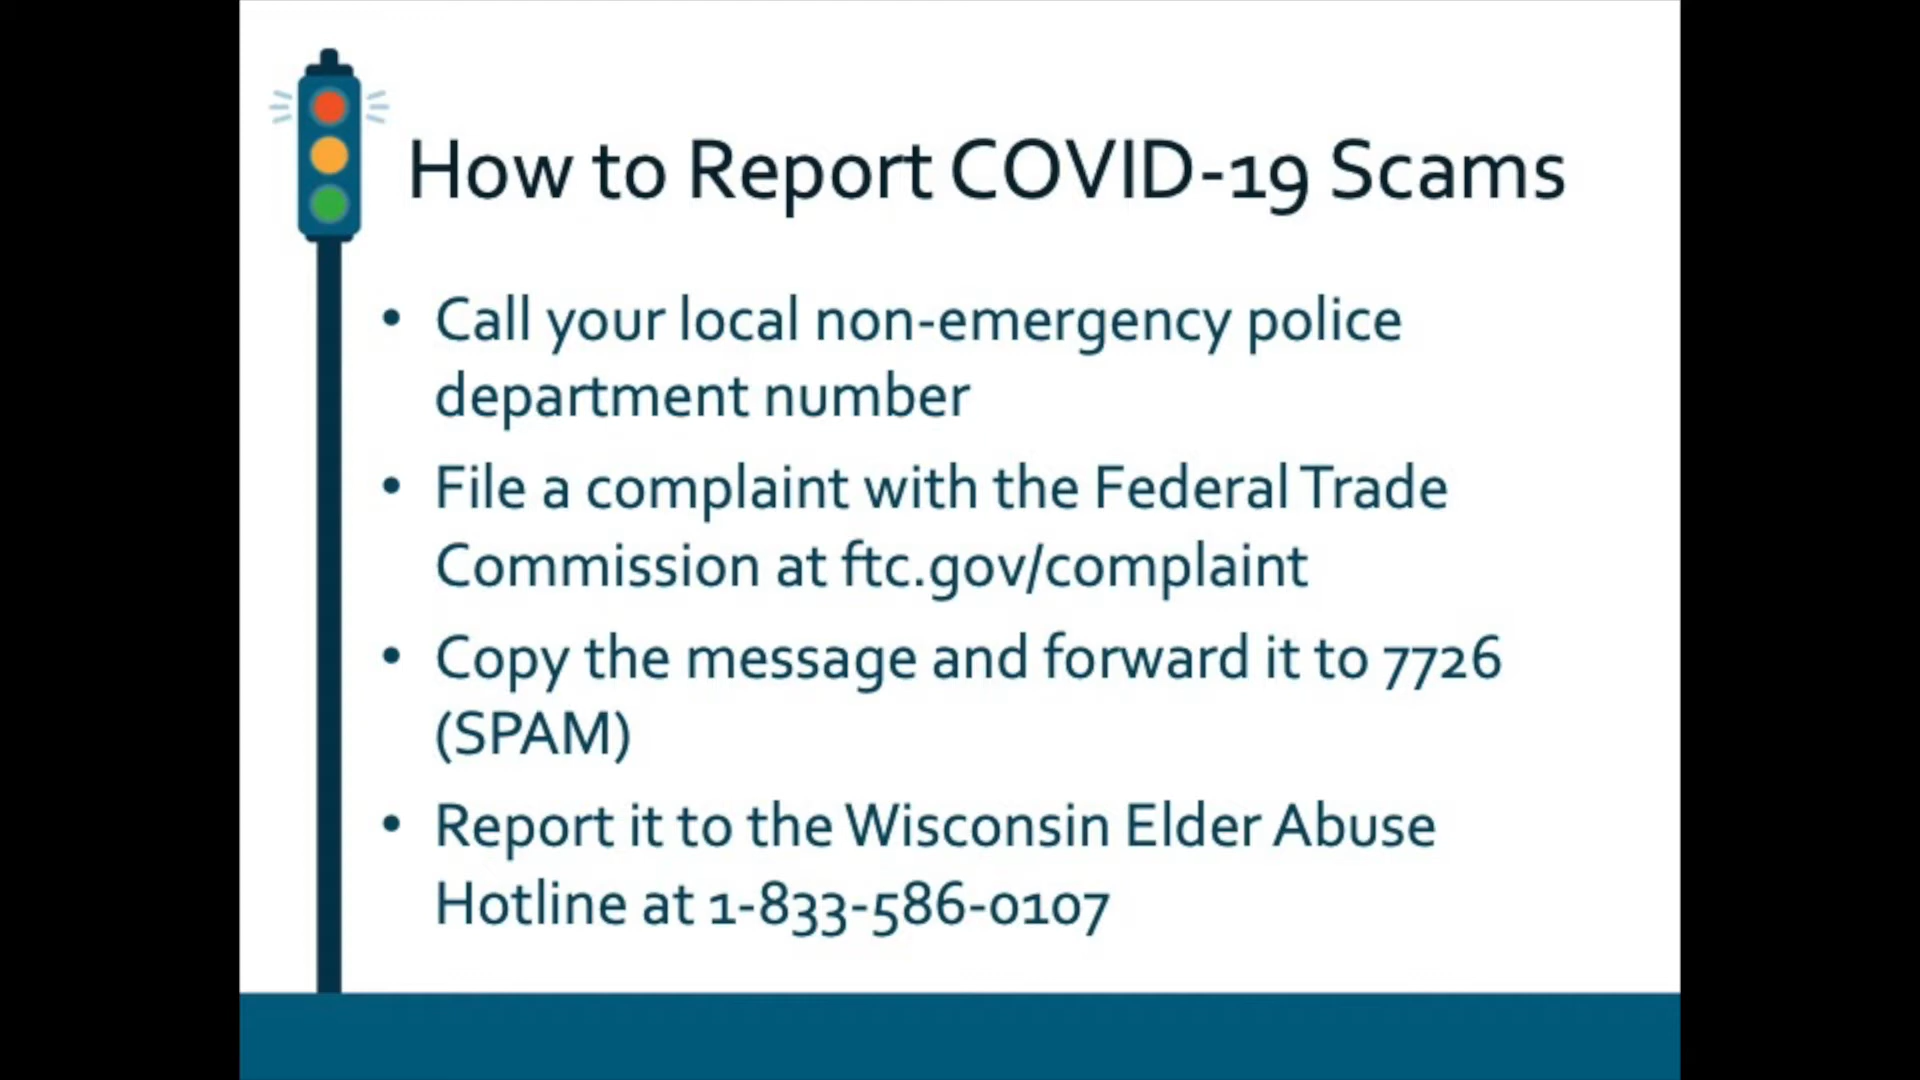 How to Report COVID-19 Scams
• Call your local non-emergency police
department number
• File a complaint with the Federal Trade
Commission at ftc.gov/complaint
• Copy the message and forward it to 7726
(SPAM)
• Report it to the Wisconsin Elder Abuse
Hotline at 1-833-586-0107